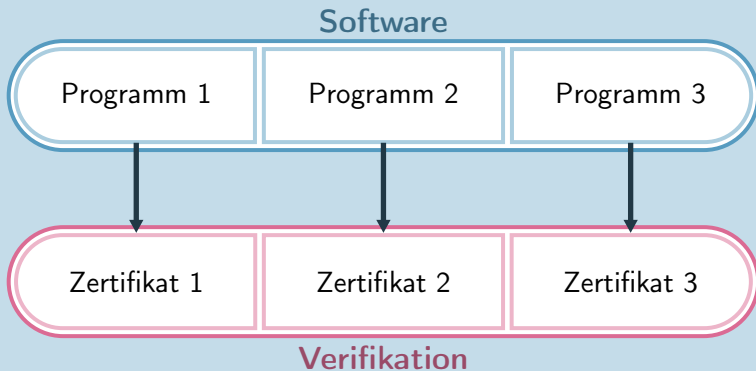 Software
Programm 1 Programm 2 Programm 3
Zertifikat 1 Zertifikat 2 Zertifikat 3
Verifikation